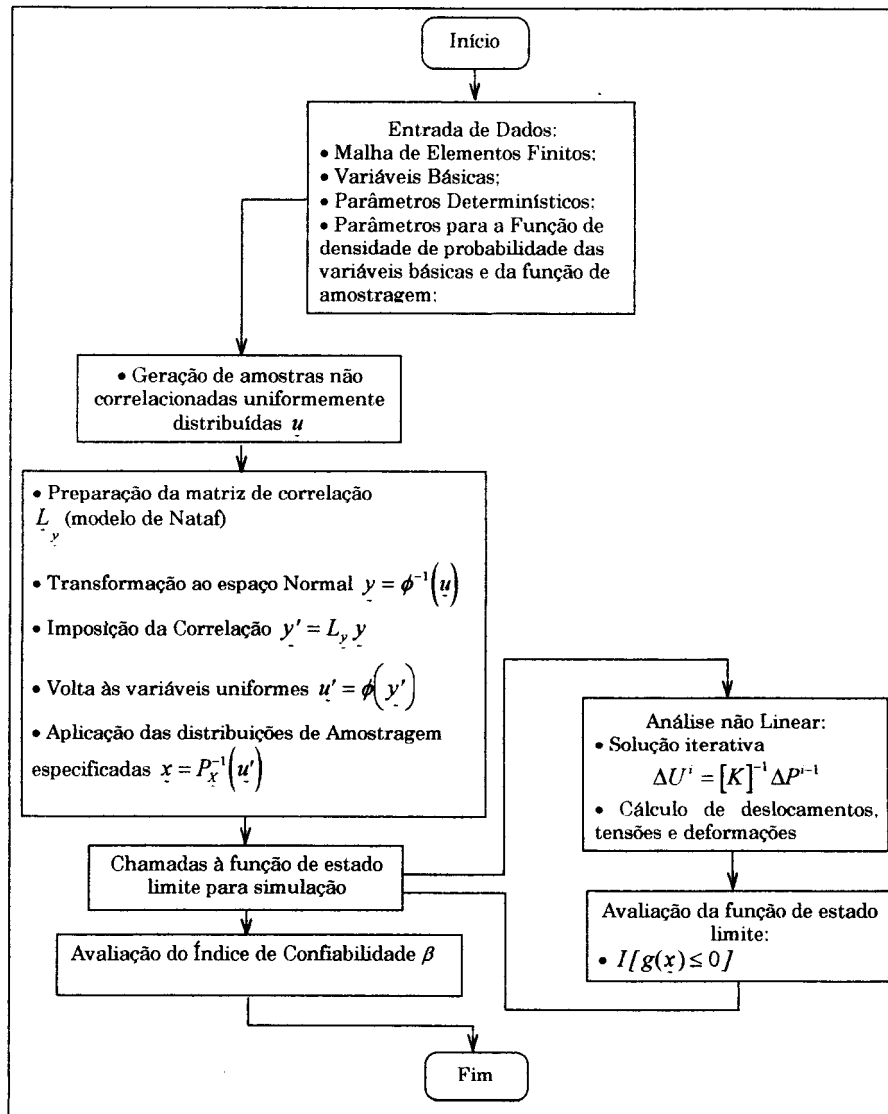 Início
Entrada de Dados:
• Malha de Elementos Finitos;
• Variáveis Básicas;
• Parâmetros Determinísticos;
• Parâmetros para a Função de
densidade de probabilidade das
variáveis básicas e da função de
amostragem;
• Geração de amostras não
correlacionadas uniformemente
distribuídas u
• Preparação da matriz de correlação
L_y (modelo de Nataf)
• Transformação ao espaço Normal y = ϕ⁻¹(u)
• Imposição da Correlação y′ = L_y y
• Volta às variáveis uniformes u′ = ϕ(y′)
• Aplicação das distribuições de Amostragem
especificadas x = P_X⁻¹(u′)
Chamadas à função de estado
limite para simulação
Avaliação do Índice de Confiabilidade β
Análise não Linear:
• Solução iterativa
ΔUⁱ = [K]⁻¹ ΔPⁱ⁻¹
• Cálculo de deslocamentos,
tensões e deformações
Avaliação da função de estado
limite:
• I[g(x) ≤ 0]
Fim